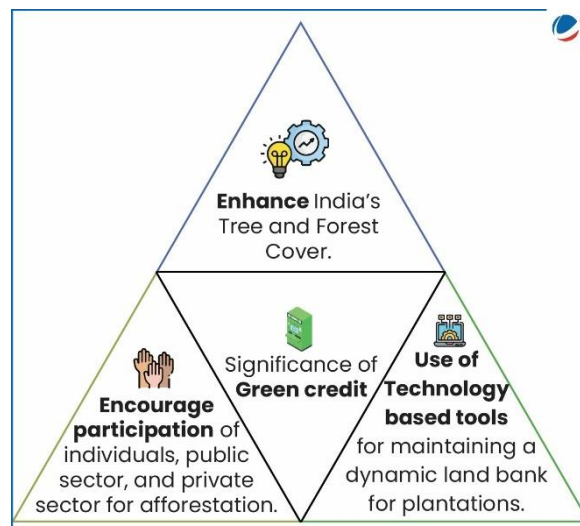 Enhance India's
Tree and Forest
Cover.
Significance of
Green credit
Encourage
participation of
individuals, public
sector, and private
sector for afforestation.
Use of
Technology
based tools
for maintaining a
dynamic land bank
for plantations.